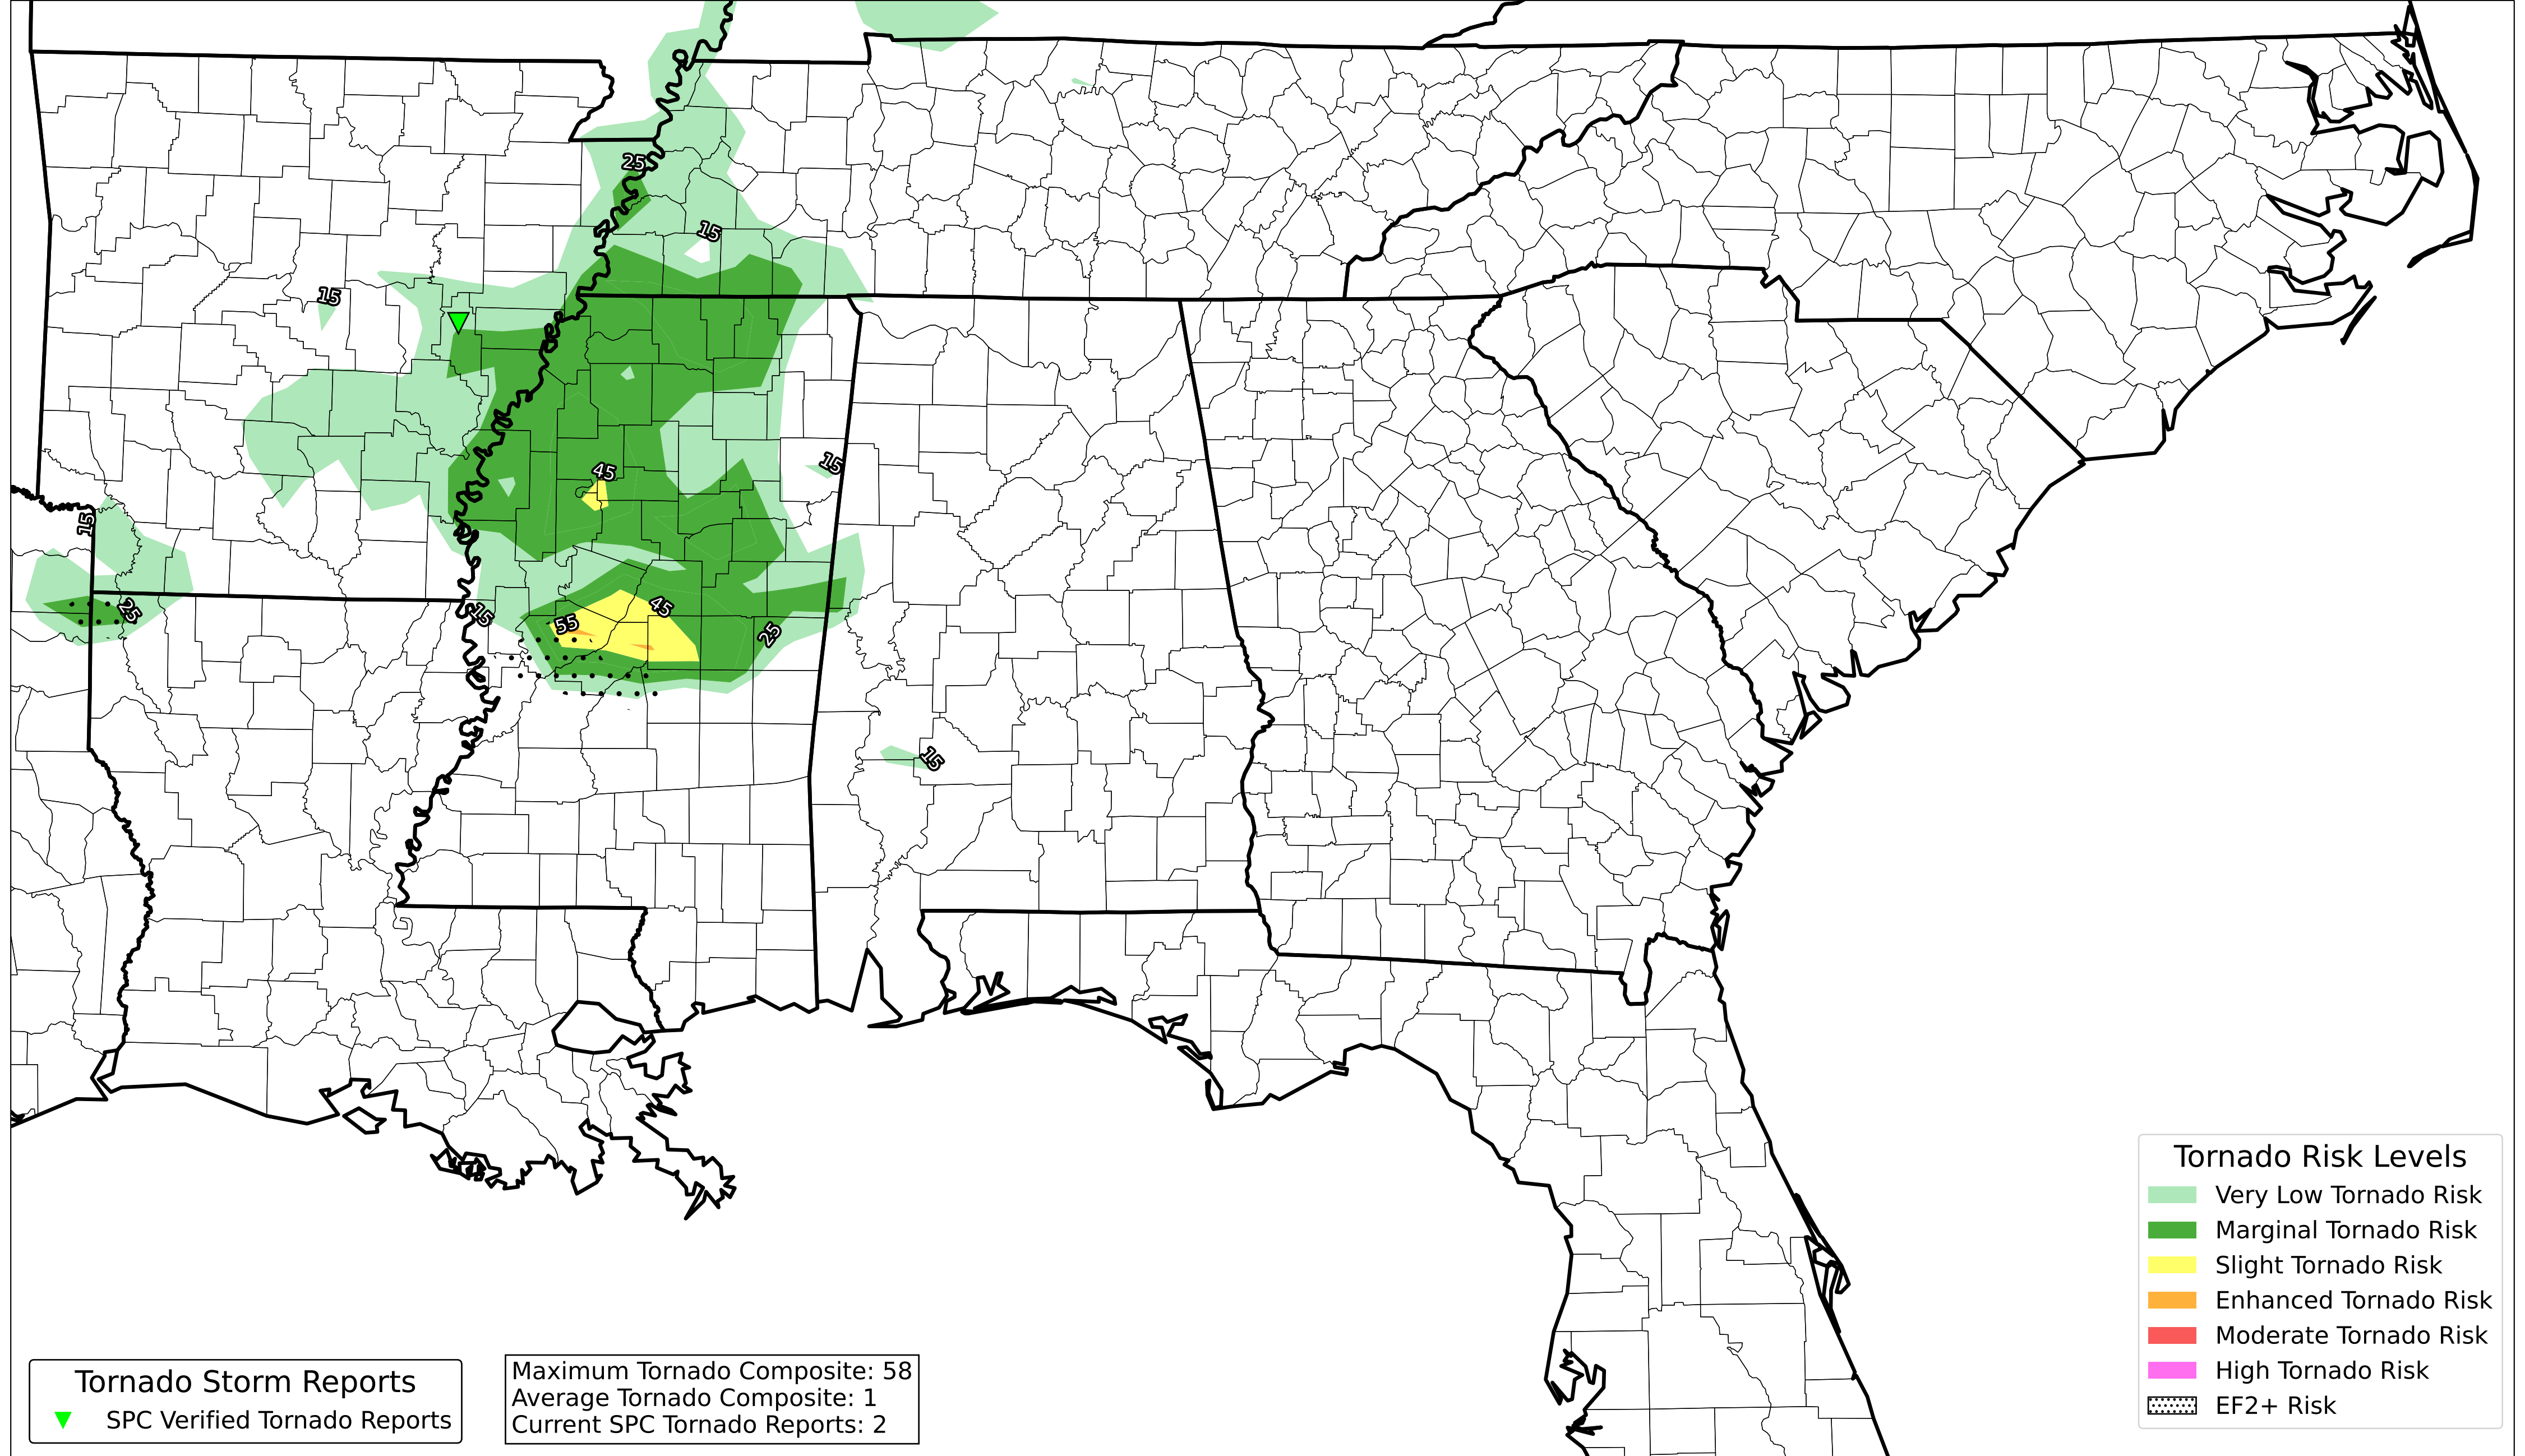 25
15
15
45
15
15
25
15
45
55
25
15
Tornado Risk Levels
Very Low Tornado Risk
Marginal Tornado Risk
Slight Tornado Risk
Enhanced Tornado Risk
Moderate Tornado Risk
High Tornado Risk
EF2+ Risk
Tornado Storm Reports
SPC Verified Tornado Reports
Maximum Tornado Composite: 58
Average Tornado Composite: 1
Current SPC Tornado Reports: 2